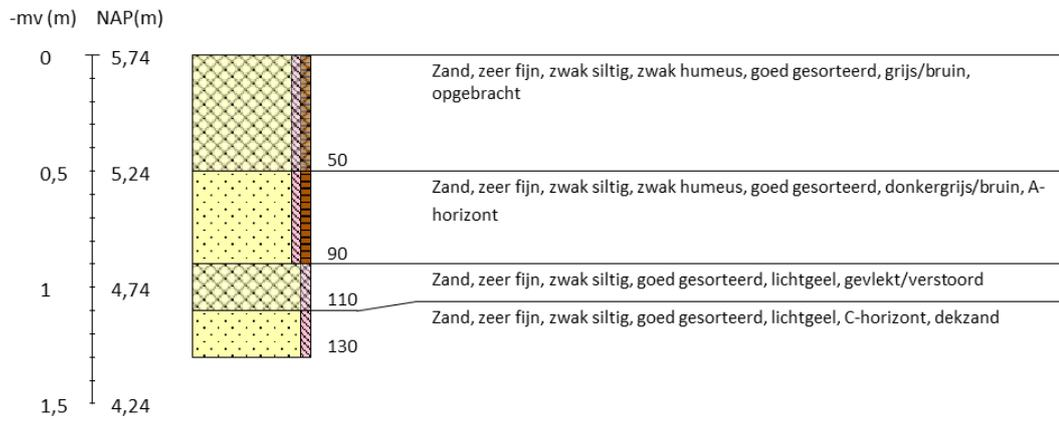 -mv (m) NAP(m)
0 5,74
Zand, zeer fijn, zwak siltig, zwak humeus, goed gesorteerd, grijs/bruin,
opgebracht
50
0,5 5,24
Zand, zeer fijn, zwak siltig, zwak humeus, goed gesorteerd, donkergrijs/bruin, A-
horizont
90
Zand, zeer fijn, zwak siltig, goed gesorteerd, lichtgeel, gevlekt/verstoord
1 4,74
110
Zand, zeer fijn, zwak siltig, goed gesorteerd, lichtgeel, C-horizont, dekzand
130
1,5 4,24